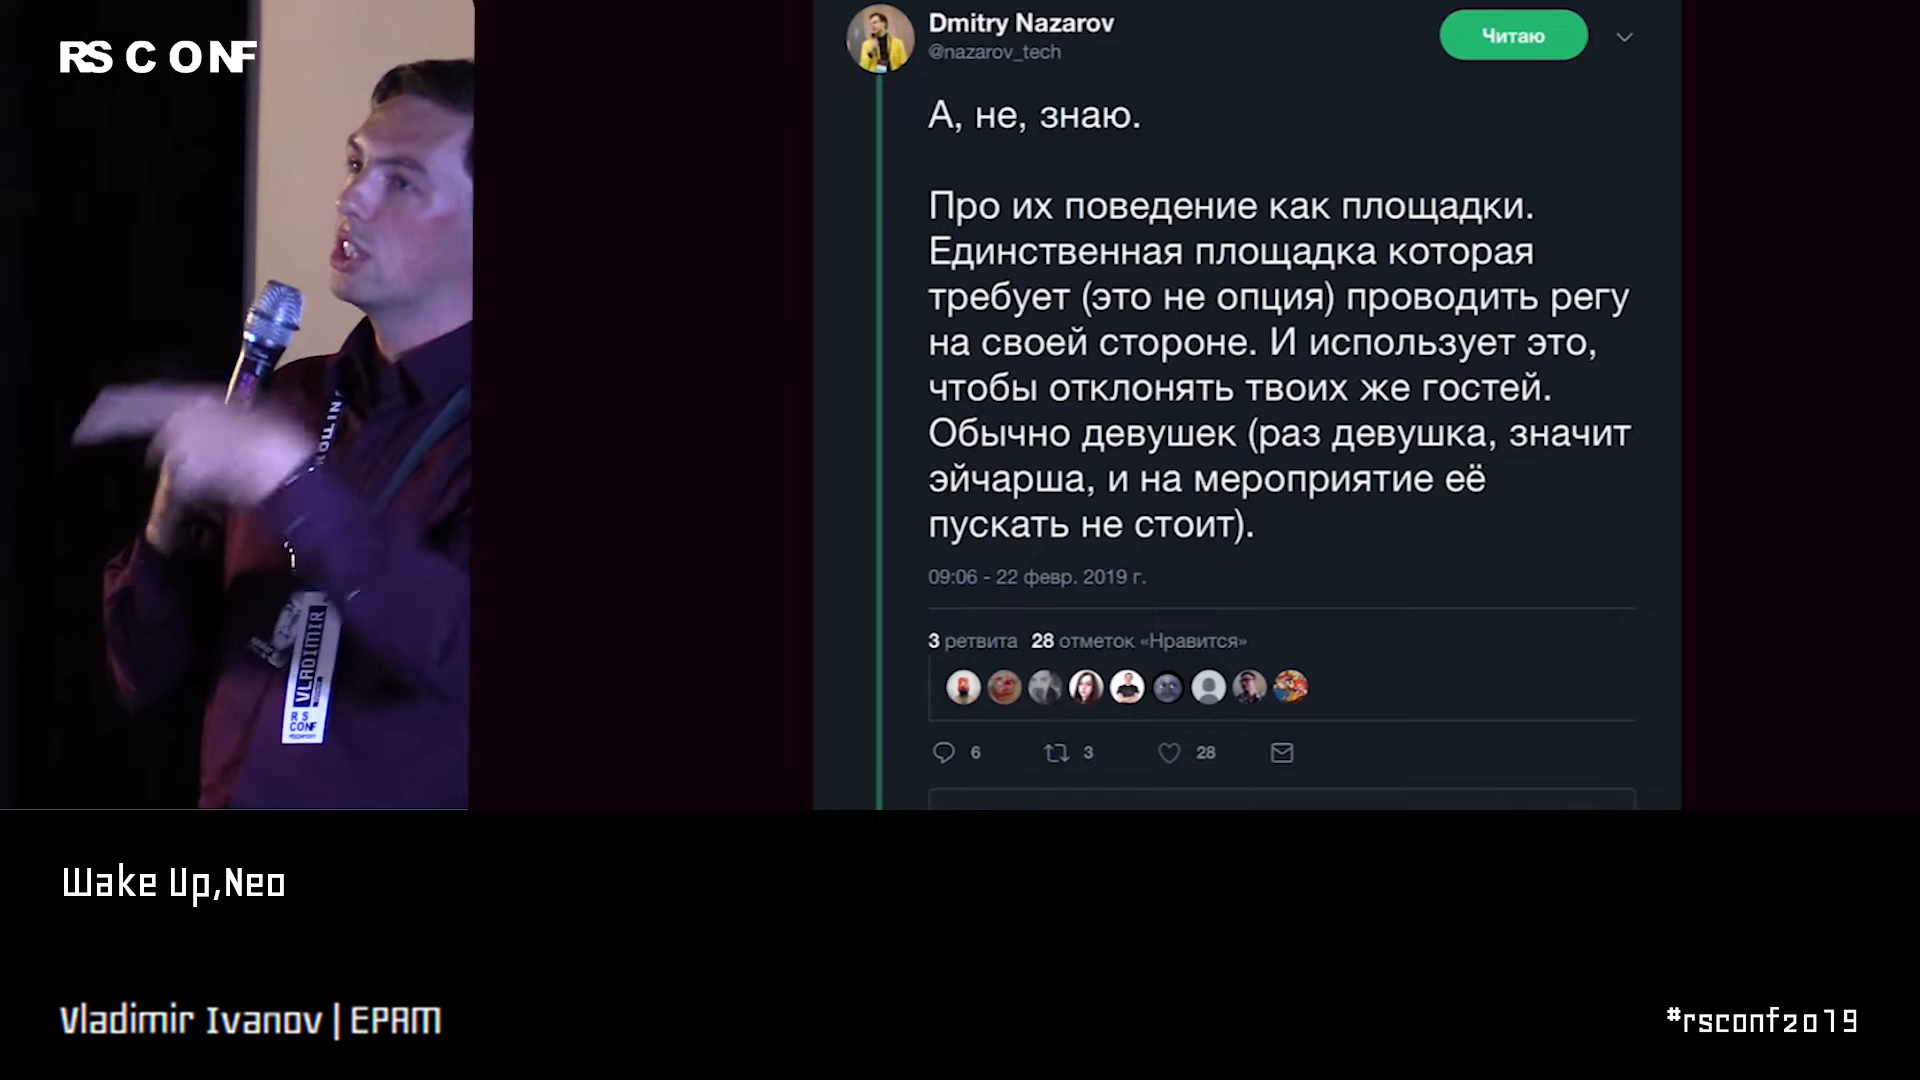 RS CONF
Dmitry Nazarov
@nazarov_tech
Читаю
А, не, знаю.
Про их поведение как площадки.
Единственная площадка которая
требует (это не опция) проводить регу
на своей стороне. И использует это,
чтобы отклонять твоих же гостей.
Обычно девушек (раз девушка, значит
эйчарша, и на мероприятие её
пускать не стоит).
09:06 - 22 февр. 2019 г.
3 ретвита 28 отметок «Нравится»
6 3 28
VLADIMIR
RS
CONF
Wake Up,Neo
Vladimir Ivanov | EPAM
#rsconf2019